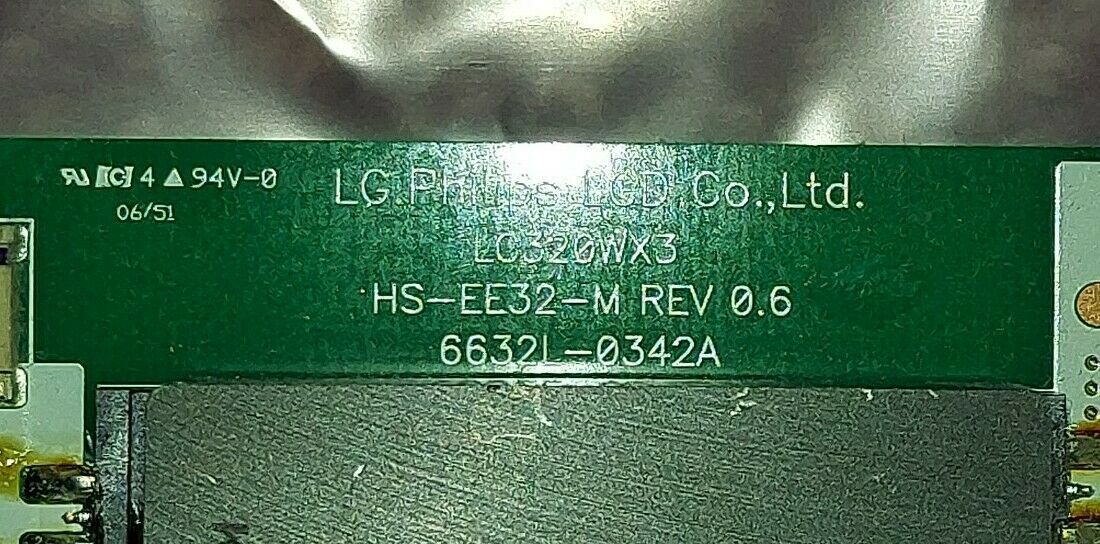 4 ▲ 94V-0
06/51
LG.Philips LCD Co.,Ltd.
LC320WX3
HS-EE32-M REV 0.6
6632L-0342A